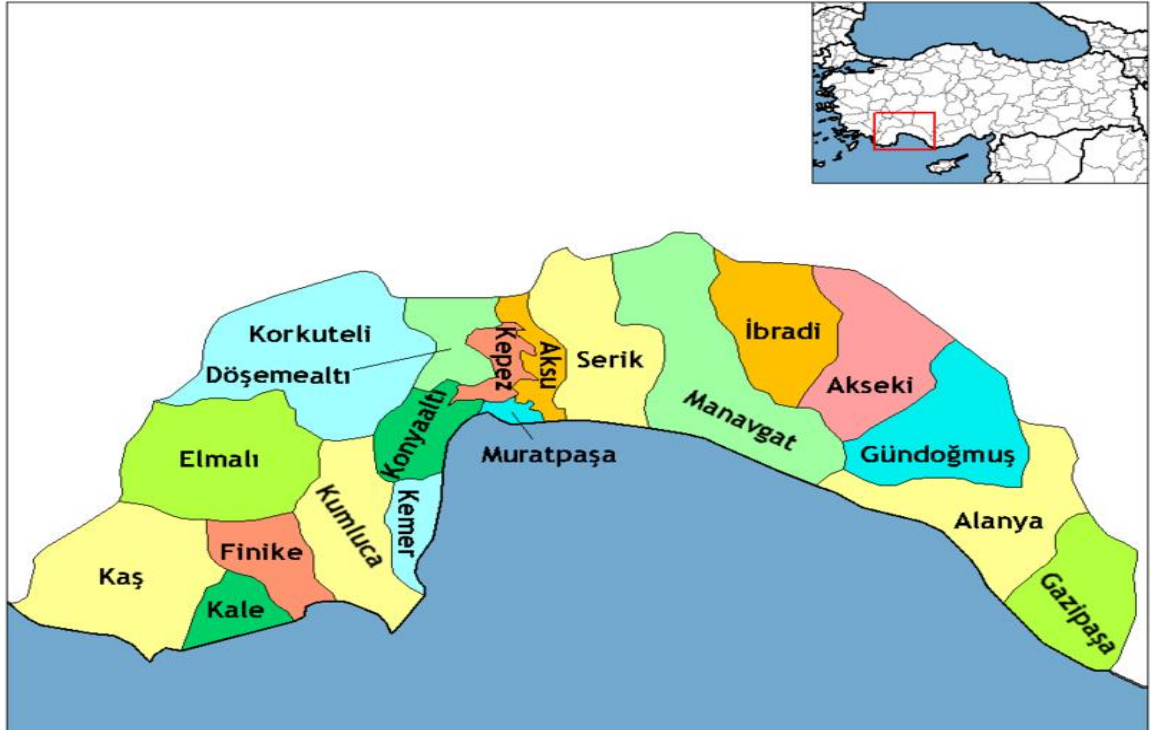 Korkuteli
Döşemealtı
Kepez
Aksu
Serik
İbradi
Akseki
Manavgat
Gündoğmuş
Elmalı
Konyaaltı
Muratpaşa
Kumluca
Kemer
Alanya
Finike
Kaş
Kale
Gazipaşa